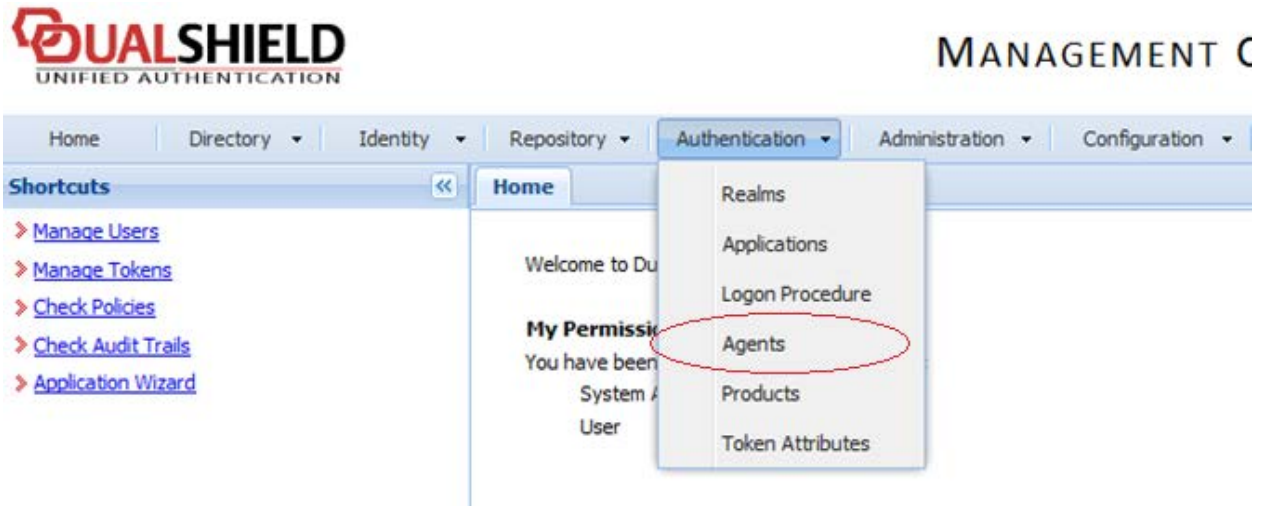 DUALSHIELD
UNIFIED AUTHENTICATION
MANAGEMENT
Home Directory Identity Repository Authentication Administration Configuration
Shortcuts
Home
Manage Users
Manage Tokens
Check Policies
Check Audit Trails
Application Wizard
Welcome to Du
My Permissi
You have been
System A
User
Realms
Applications
Logon Procedure
Agents
Products
Token Attributes